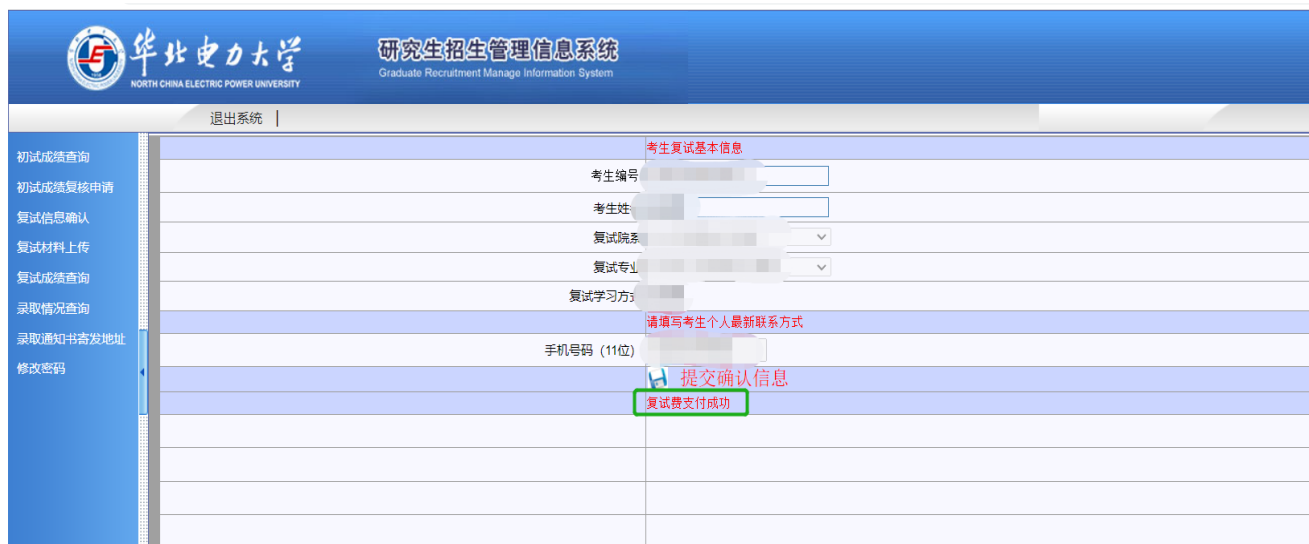 华北电力大学
NORTH CHINA ELECTRIC POWER UNIVERSITY
研究生招生管理信息系统
Graduate Recruitment Manage Information System
退出系统
初试成绩查询
初试成绩复核申请
复试信息确认
复试材料上传
复试成绩查询
录取情况查询
录取通知书寄发地址
修改密码
考生复试基本信息
考生编号
考生姓
复试院系
复试专业
复试学习方式
请填写考生个人最新联系方式
手机号码（11位）
提交确认信息
复试费支付成功